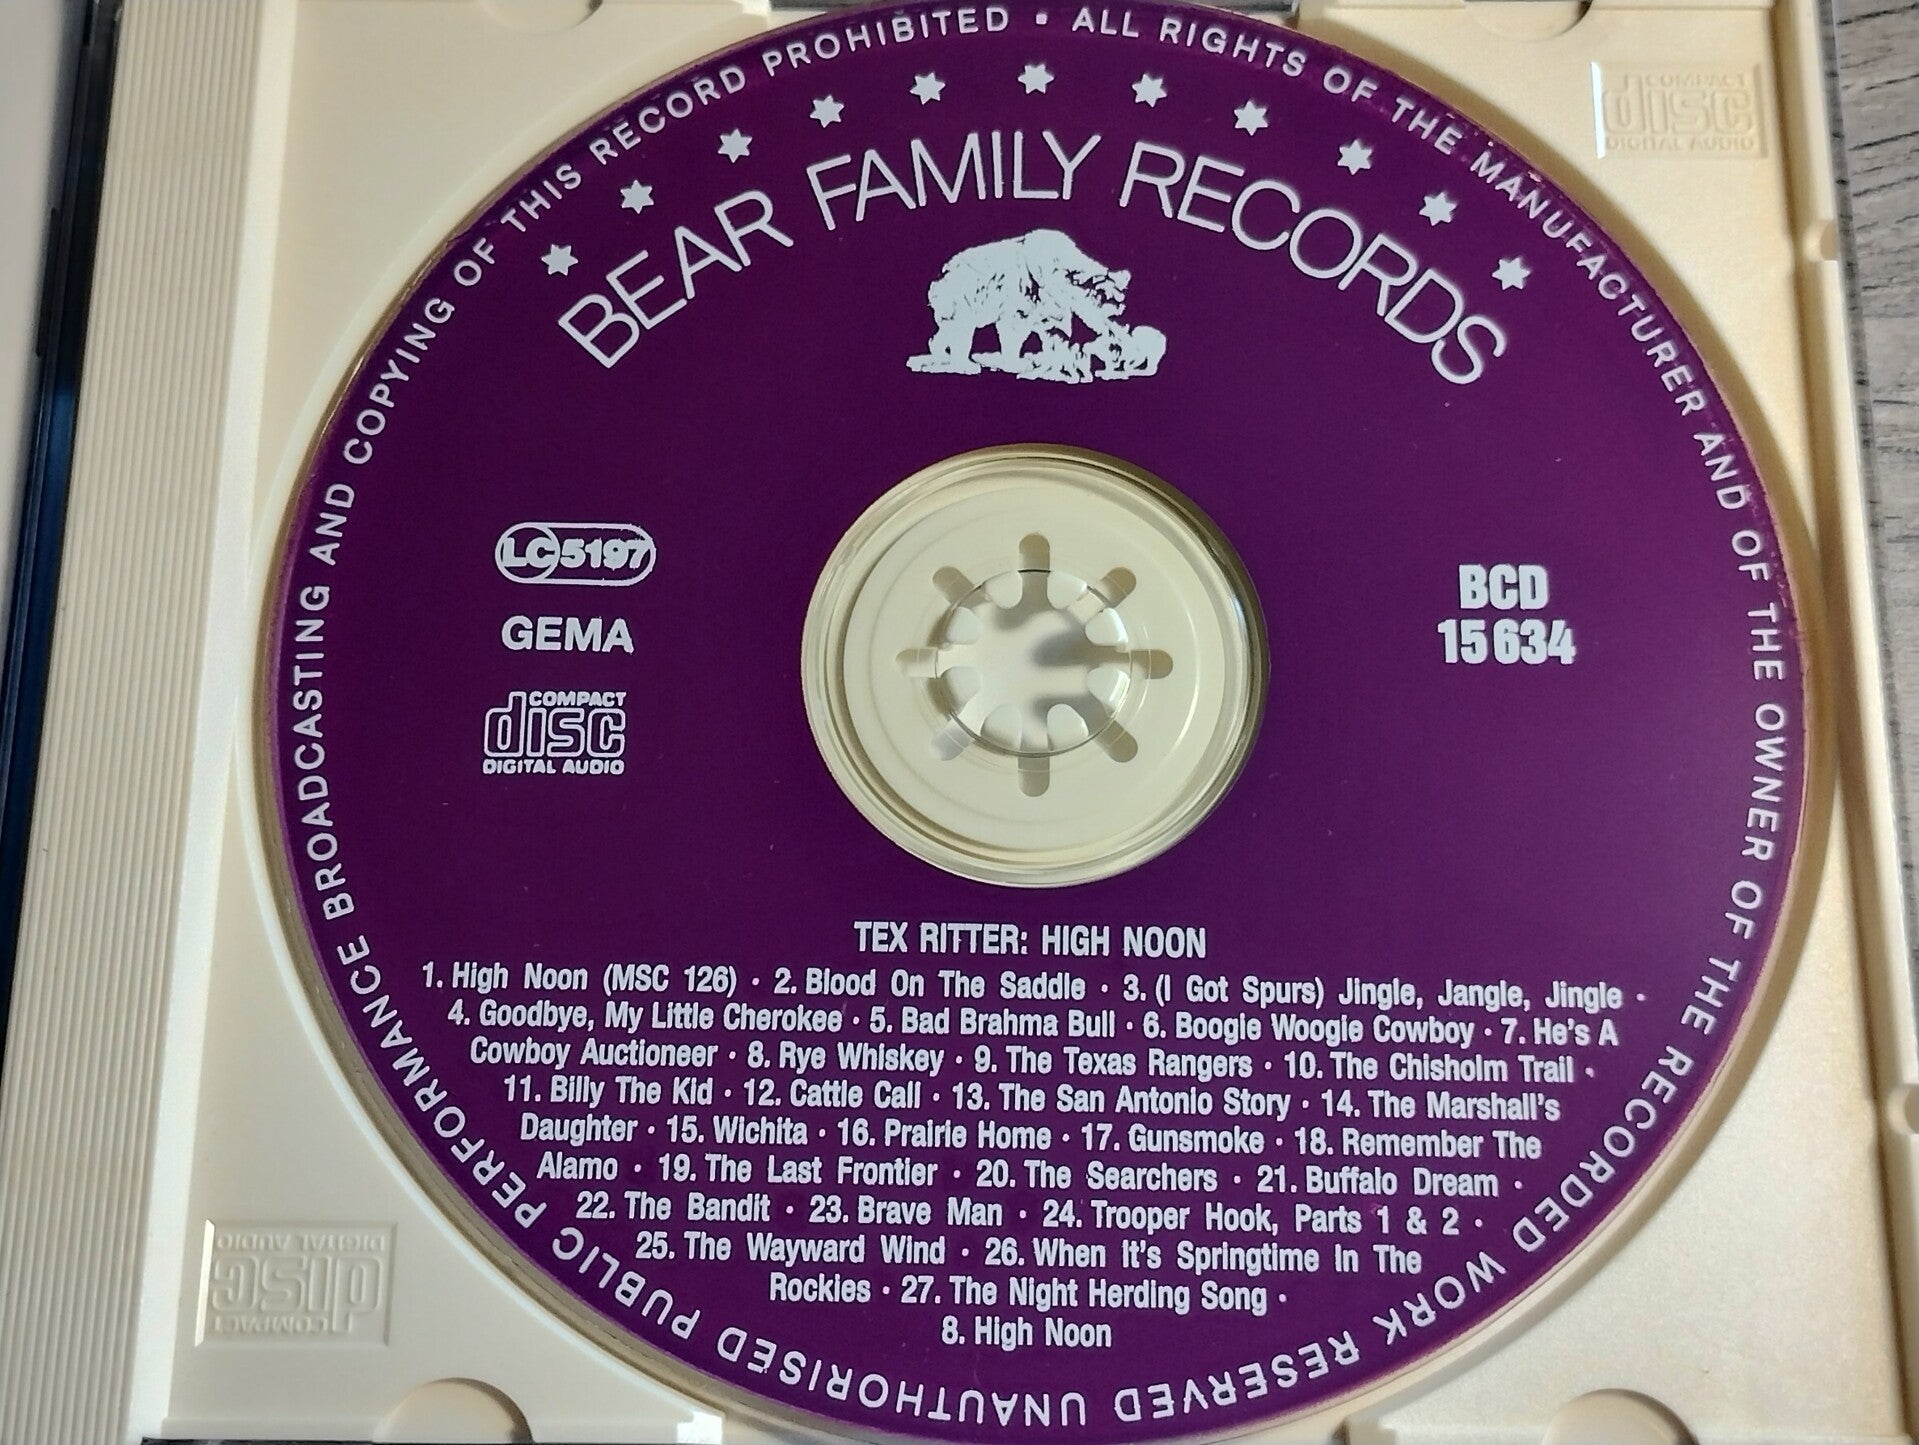 PUBLIC PERFORMANCE BROADCASTING AND COPYING OF THIS RECORD PROHIBITED • ALL RIGHTS OF THE MANUFACTURER AND OF THE OWNER OF THE RECORDED WORK RESERVED UNAUTHORISED
BEAR FAMILY RECORDS
LC 5197
GEMA
COMPACT
disc
DIGITAL AUDIO
BCD
15 634
TEX RITTER: HIGH NOON
1. High Noon (MSC 126) · 2. Blood On The Saddle · 3. (I Got Spurs) Jingle, Jangle, Jingle ·
4. Goodbye, My Little Cherokee · 5. Bad Brahma Bull · 6. Boogie Woogie Cowboy · 7. He's A
Cowboy Auctioneer · 8. Rye Whiskey · 9. The Texas Rangers · 10. The Chisholm Trail ·
11. Billy The Kid · 12. Cattle Call · 13. The San Antonio Story · 14. The Marshall's
Daughter · 15. Wichita · 16. Prairie Home · 17. Gunsmoke · 18. Remember The
Alamo · 19. The Last Frontier · 20. The Searchers · 21. Buffalo Dream ·
22. The Bandit · 23. Brave Man · 24. Trooper Hook, Parts 1 & 2 ·
25. The Wayward Wind · 26. When It's Springtime In The
Rockies · 27. The Night Herding Song ·
8. High Noon
COMPACT
disc
DIGITAL AUDIO
COMPACT
disc
DIGITAL AUDIO